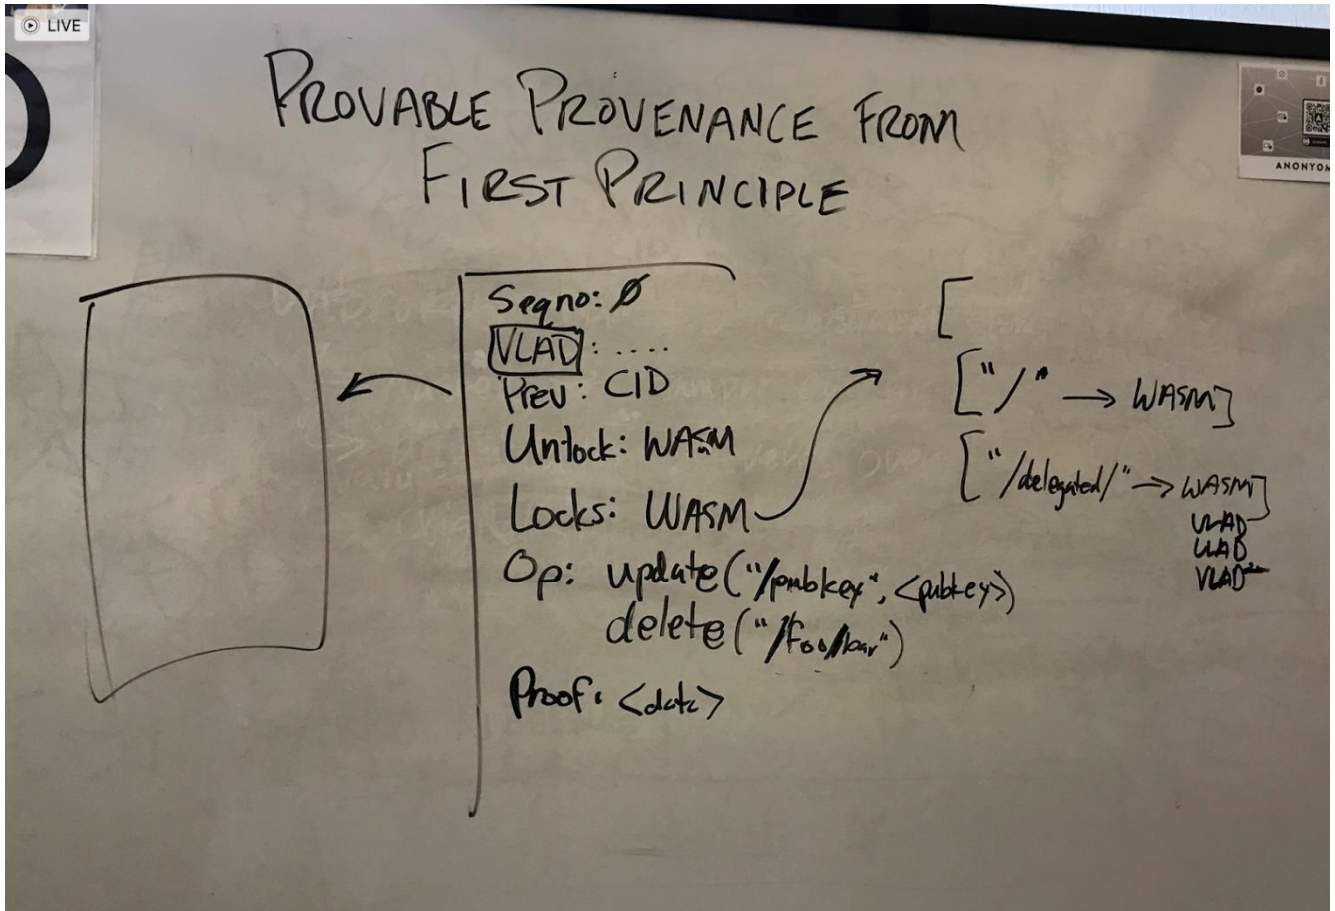 LIVE
PROVABLE PROVENANCE FROM
FIRST PRINCIPLE
ANONYOM
Seqno: Ø
VLAD: ....
Prev: CID
Unlock: WASM
Locks: WASM
Op: update("/pubkey", <pubkey>)
delete("/foo/bar")
Proof: <data>
[
["/" → WASM]
["/delegated/" → WASM]
VLAD
VLAD
VLAD